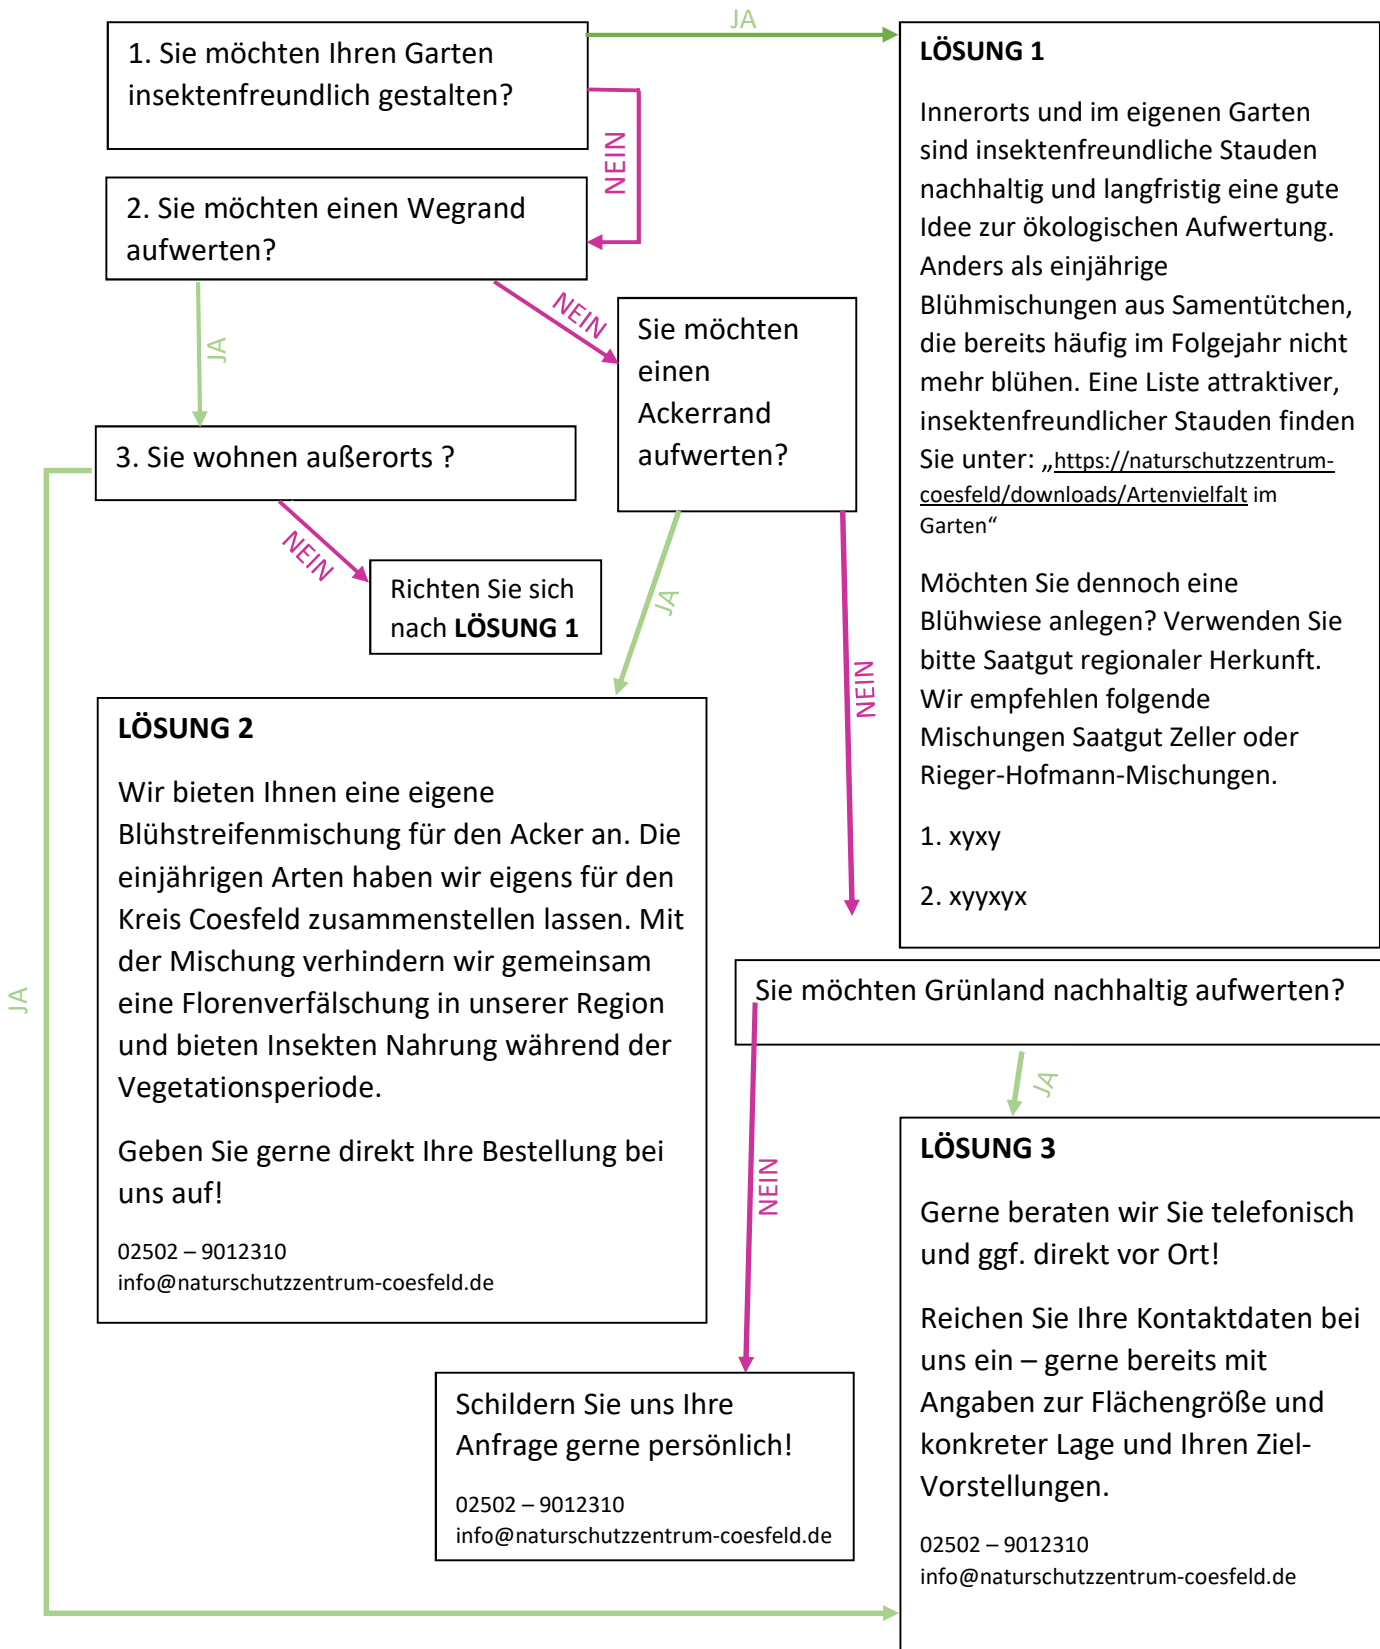 JA
1. Sie möchten Ihren Garten
insektenfreundlich gestalten?
NEIN
2. Sie möchten einen Wegrand
aufwerten?
JA
NEIN
Sie möchten
einen
Ackerrand
aufwerten?
3. Sie wohnen außerorts ?
NEIN
Richten Sie sich
nach LÖSUNG 1
JA
NEIN
JA
LÖSUNG 1
Innerorts und im eigenen Garten
sind insektenfreundliche Stauden
nachhaltig und langfristig eine gute
Idee zur ökologischen Aufwertung.
Anders als einjährige
Blühmischungen aus Samentütchen,
die bereits häufig im Folgejahr nicht
mehr blühen. Eine Liste attraktiver,
insektenfreundlicher Stauden finden
Sie unter: „https://naturschutzzentrum-
coesfeld/downloads/Artenvielfalt im
Garten“
Möchten Sie dennoch eine
Blühwiese anlegen? Verwenden Sie
bitte Saatgut regionaler Herkunft.
Wir empfehlen folgende
Mischungen Saatgut Zeller oder
Rieger-Hofmann-Mischungen.
1. xyxy
2. xyyxyx
LÖSUNG 2
Wir bieten Ihnen eine eigene
Blühstreifenmischung für den Acker an. Die
einjährigen Arten haben wir eigens für den
Kreis Coesfeld zusammenstellen lassen. Mit
der Mischung verhindern wir gemeinsam
eine Florenverfälschung in unserer Region
und bieten Insekten Nahrung während der
Vegetationsperiode.
Geben Sie gerne direkt Ihre Bestellung bei
uns auf!
02502 – 9012310
info@naturschutzzentrum-coesfeld.de
Sie möchten Grünland nachhaltig aufwerten?
JA
NEIN
LÖSUNG 3
Gerne beraten wir Sie telefonisch
und ggf. direkt vor Ort!
Reichen Sie Ihre Kontaktdaten bei
uns ein – gerne bereits mit
Angaben zur Flächengröße und
konkreter Lage und Ihren Ziel-
Vorstellungen.
02502 – 9012310
info@naturschutzzentrum-coesfeld.de
Schildern Sie uns Ihre
Anfrage gerne persönlich!
02502 – 9012310
info@naturschutzzentrum-coesfeld.de